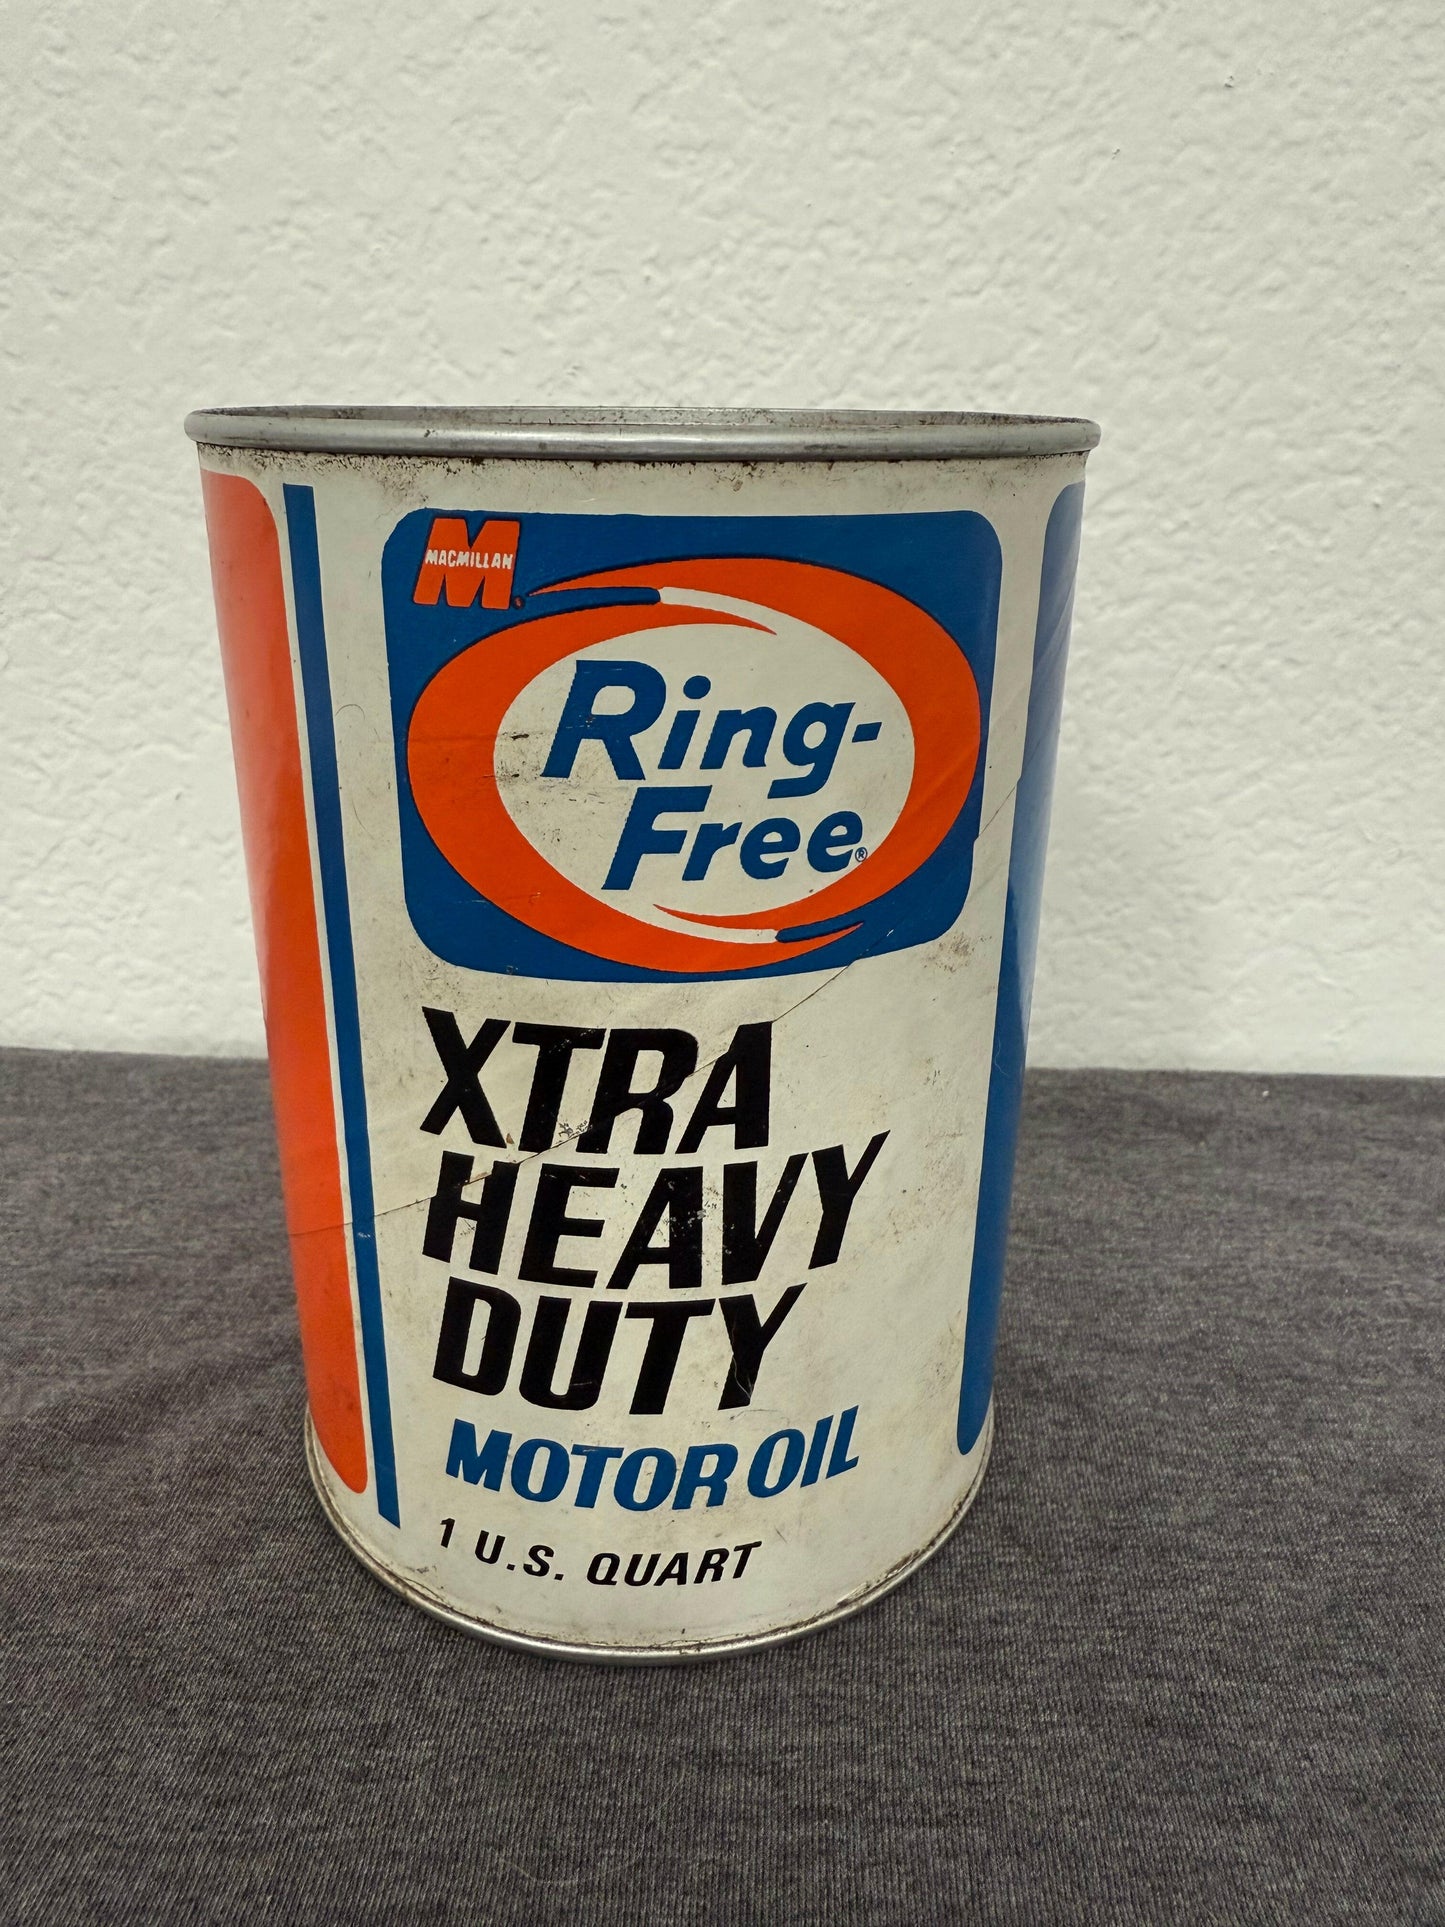 MACMILLAN
M®
Ring-
Free®
XTRA
HEAVY
DUTY
MOTOR OIL
1 U.S. QUART